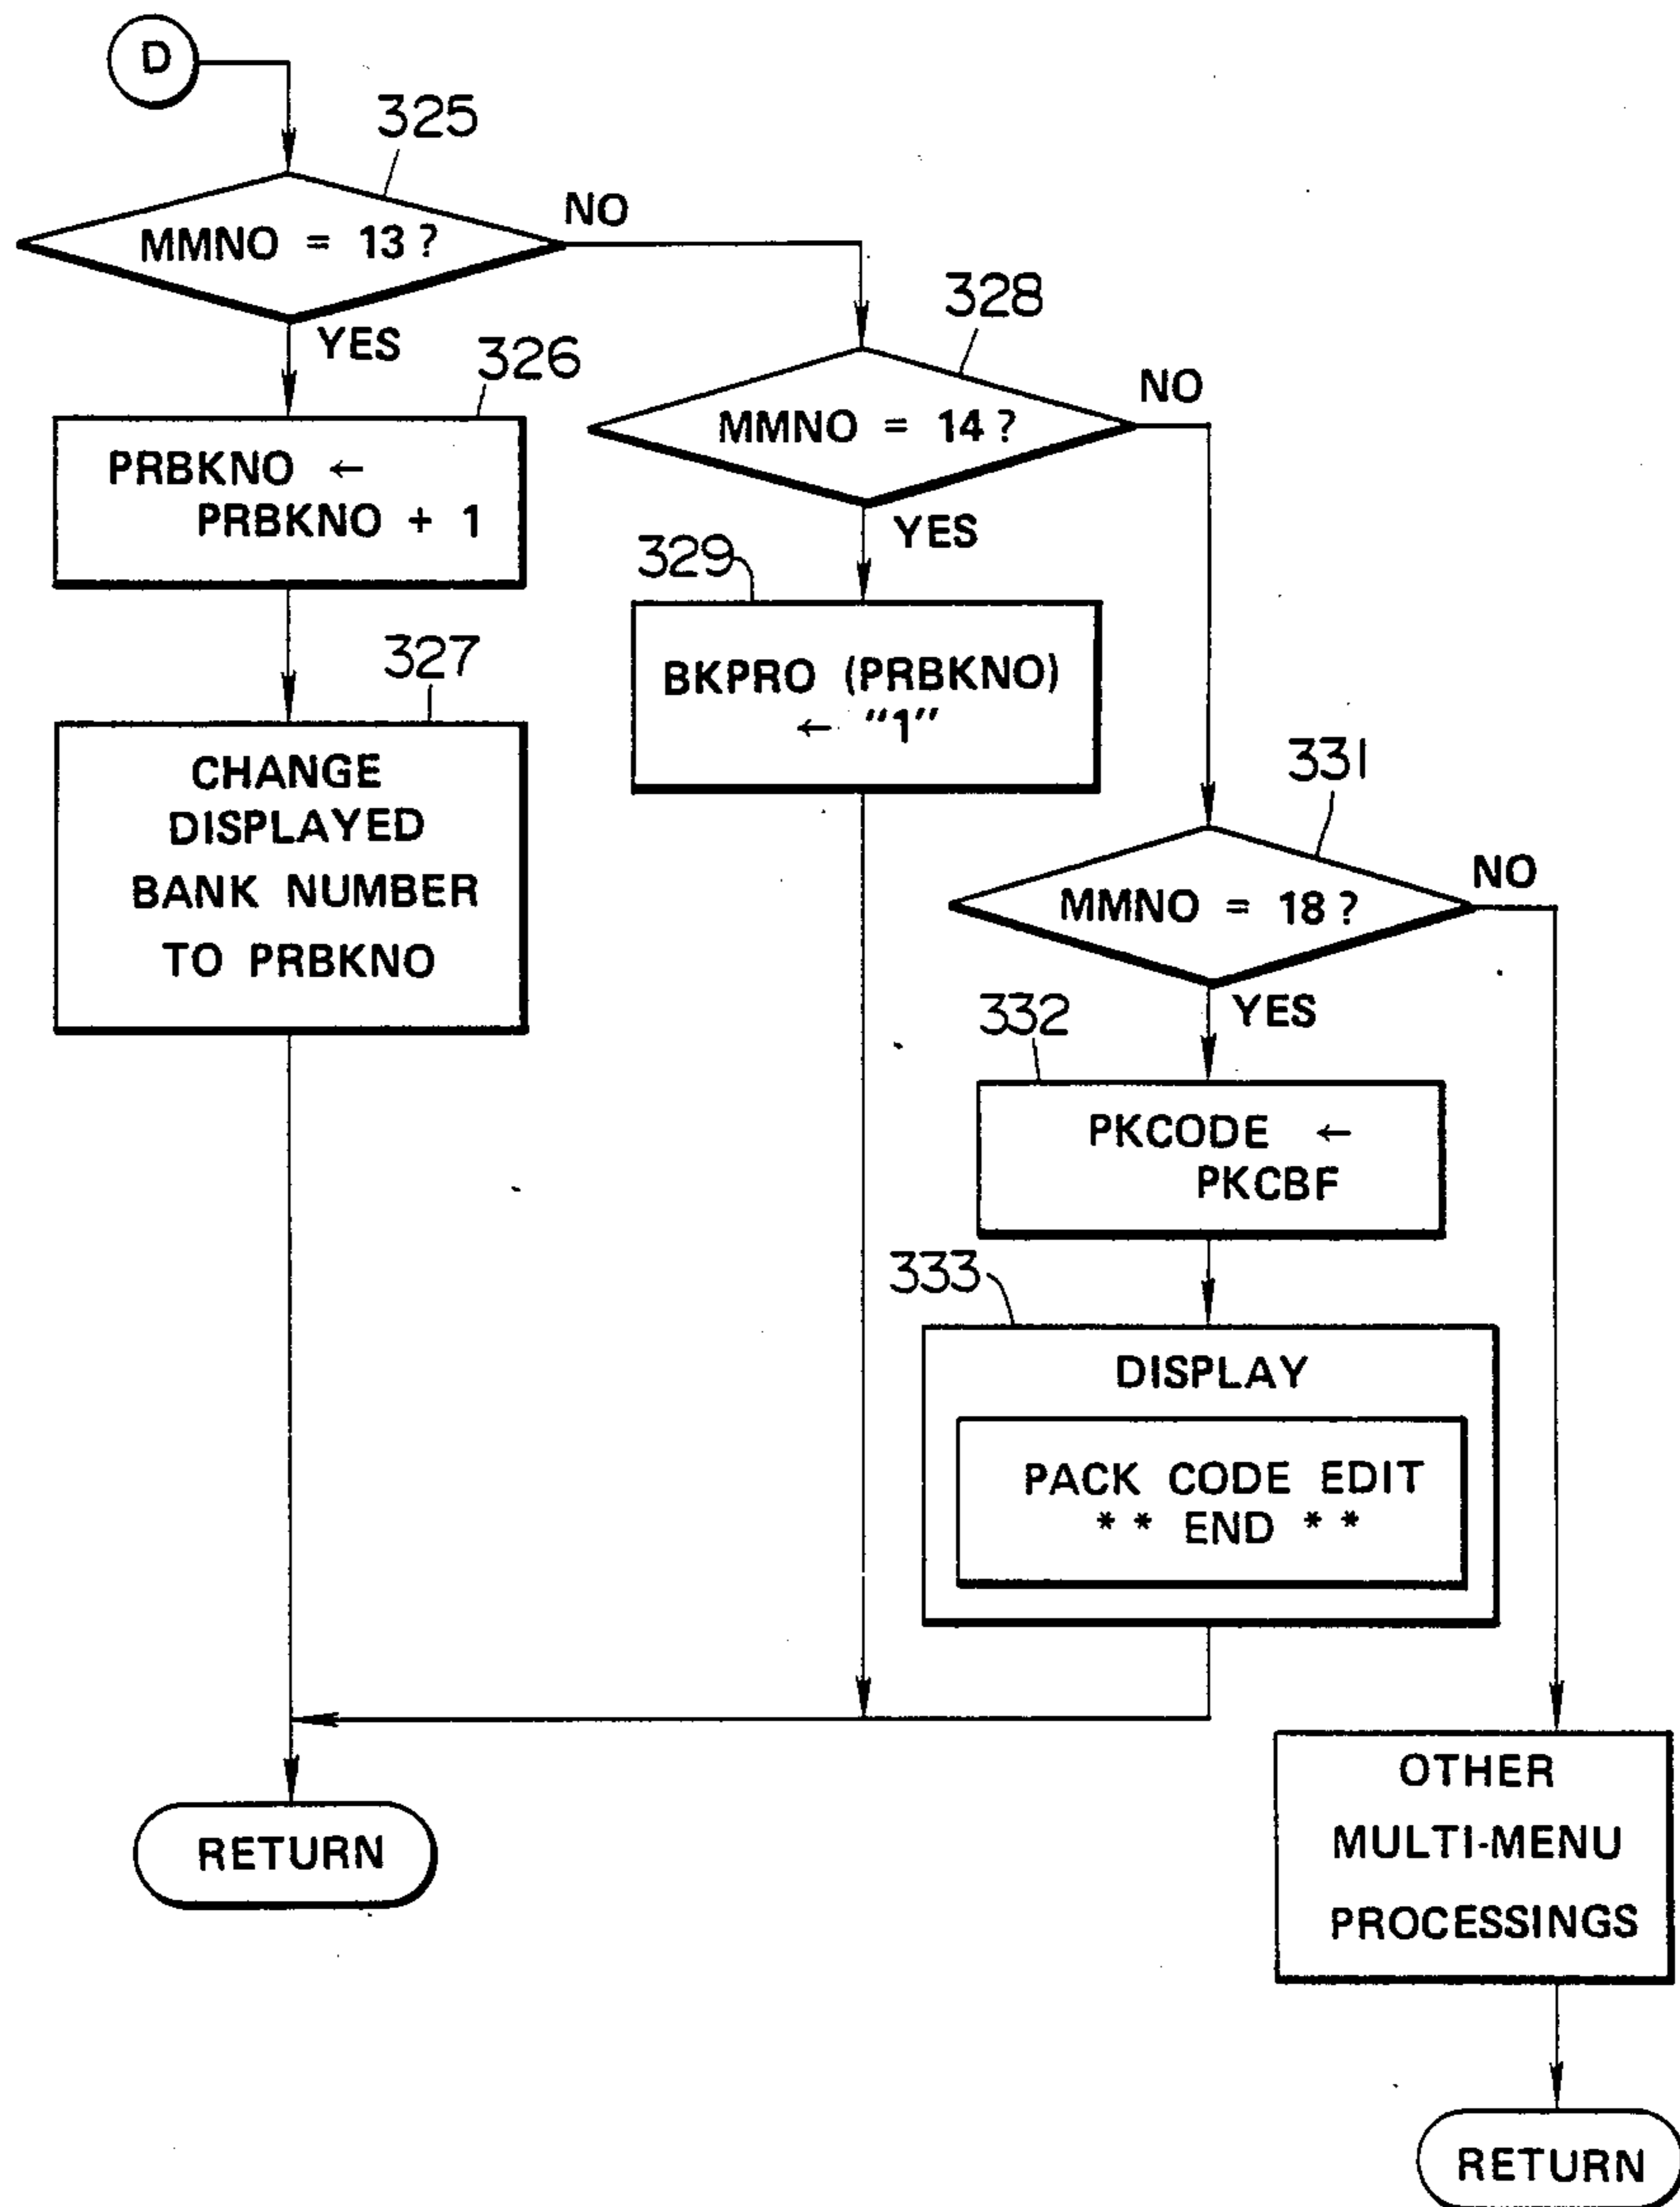 D
325
MMNO = 13?
NO
YES
326
PRBKNO ←
PRBKNO + 1
327
CHANGE
DISPLAYED
BANK NUMBER
TO PRBKNO
328
MMNO = 14?
NO
YES
329
BKPRO (PRBKNO)
← "1"
331
MMNO = 18?
NO
YES
332
PKCODE ←
PKCBF
333
DISPLAY
PACK CODE EDIT
* * END * *
RETURN
OTHER
MULTI-MENU
PROCESSINGS
RETURN